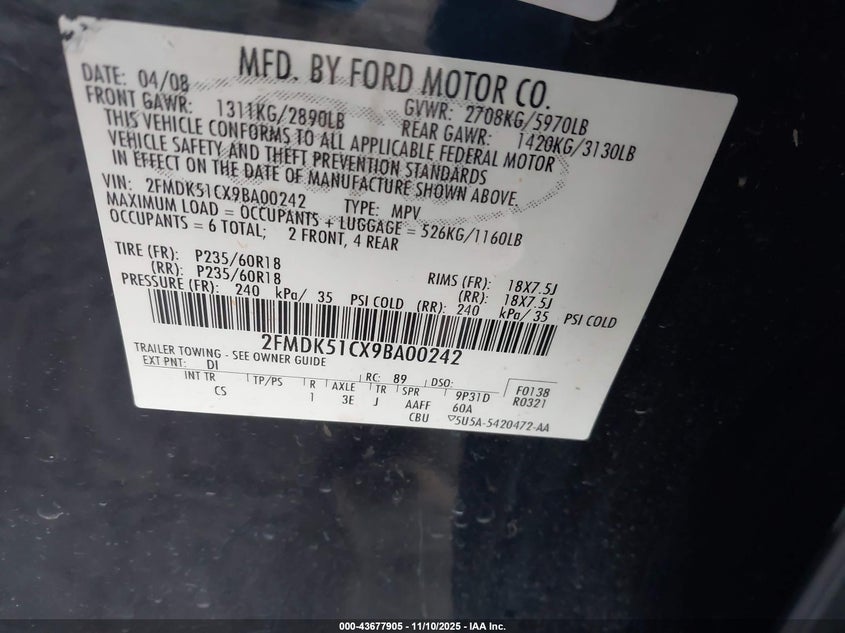 MFD. BY FORD MOTOR CO.
DATE: 04/08 GVWR: 2708KG/5970LB
FRONT GAWR: 1311KG/2890LB REAR GAWR: 1420KG/3130LB
THIS VEHICLE CONFORMS TO ALL APPLICABLE FEDERAL MOTOR
VEHICLE SAFETY AND THEFT PREVENTION STANDARDS
IN EFFECT ON THE DATE OF MANUFACTURE SHOWN ABOVE.
VIN: 2FMDK51CX9BA00242 TYPE: MPV
MAXIMUM LOAD = OCCUPANTS + LUGGAGE = 526KG/1160LB
OCCUPANTS = 6 TOTAL; 2 FRONT, 4 REAR
TIRE (FR): P235/60R18 RIMS (FR): 18X7.5J
(RR): P235/60R18 (RR): 18X7.5J
PRESSURE (FR): 240 kPa/ 35 PSI COLD (RR): 240 kPa/ 35 PSI COLD
2FMDK51CX9BA00242
TRAILER TOWING - SEE OWNER GUIDE
EXT PNT: DI RC: 89 DSO: F0138
INT TR TP/PS R AXLE TR SPR 9P31D R0321
CS 1 3E J AAFF 60A
CBU ▽5U5A-5420472-AA
000-43677905 - 11/10/2025 - IAA Inc.